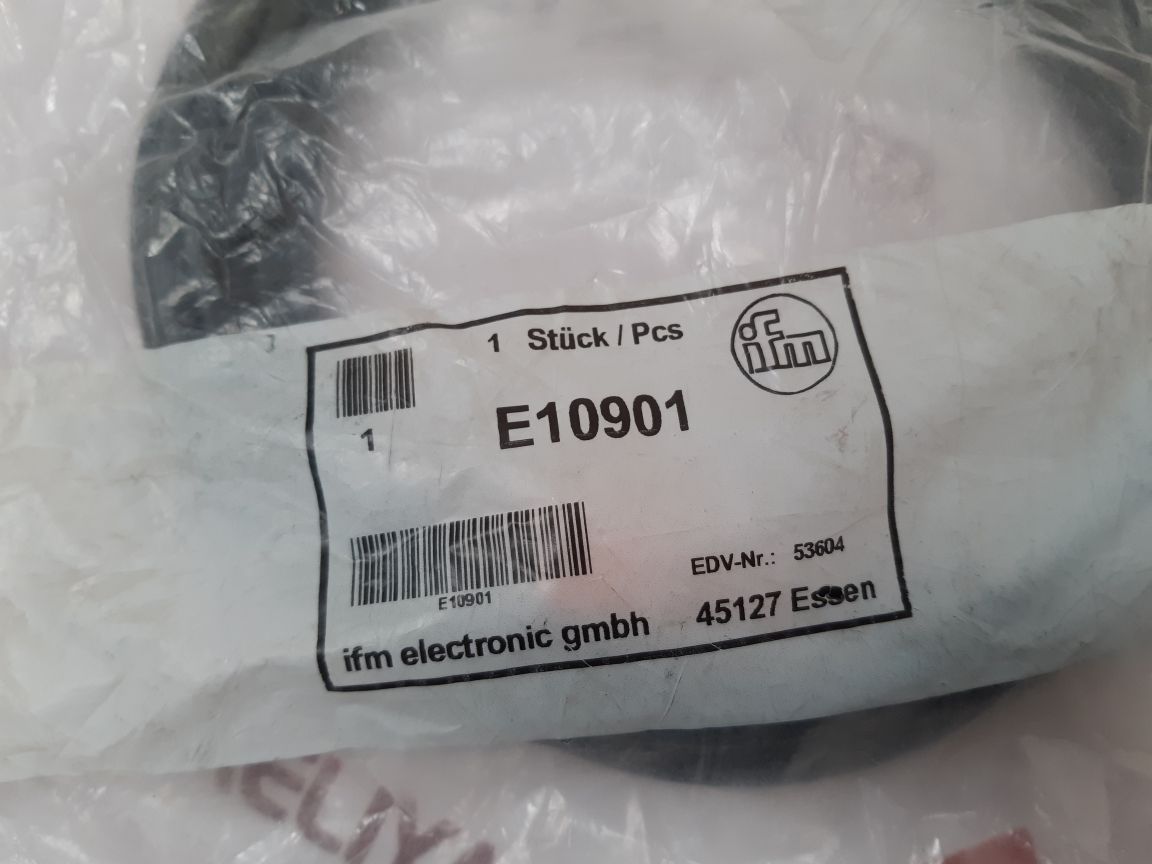 1 Stück / Pcs
ifm
1
E10901
E10901
EDV-Nr.: 53604
ifm electronic gmbh 45127 Essen